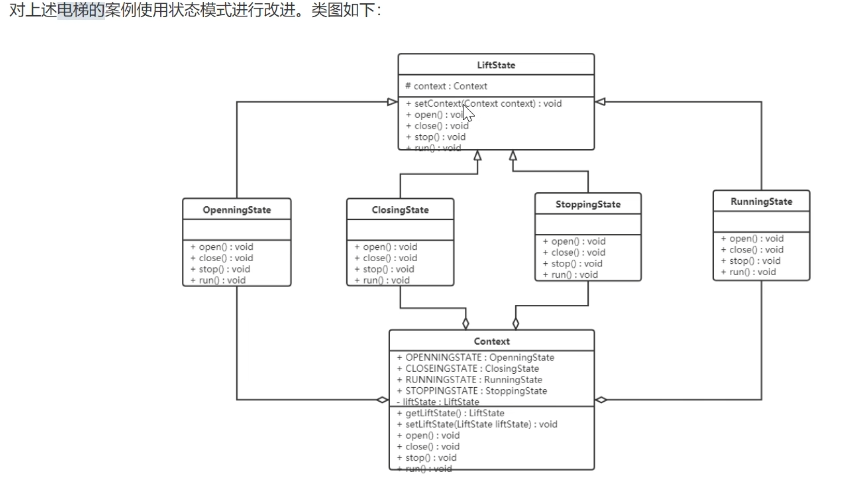 对上述电梯的案例使用状态模式进行改进。类图如下：
LiftState
# context : Context
+ setContext(Context context) : void
+ open() : void
+ close() : void
+ stop() : void
+ run() : void
OpenningState
+ open() : void
+ close() : void
+ stop() : void
+ run() : void
ClosingState
+ open() : void
+ close() : void
+ stop() : void
+ run() : void
StoppingState
+ open() : void
+ close() : void
+ stop() : void
+ run() : void
RunningState
+ open() : void
+ close() : void
+ stop() : void
+ run() : void
Context
+ OPENNINGSTATE : OpenningState
+ CLOSEINGSTATE : ClosingState
+ RUNNINGSTATE : RunningState
+ STOPPINGSTATE : StoppingState
- liftState : LiftState
+ getLiftState() : LiftState
+ setLiftState(LiftState liftState) : void
+ open() : void
+ close() : void
+ stop() : void
+ run() : void